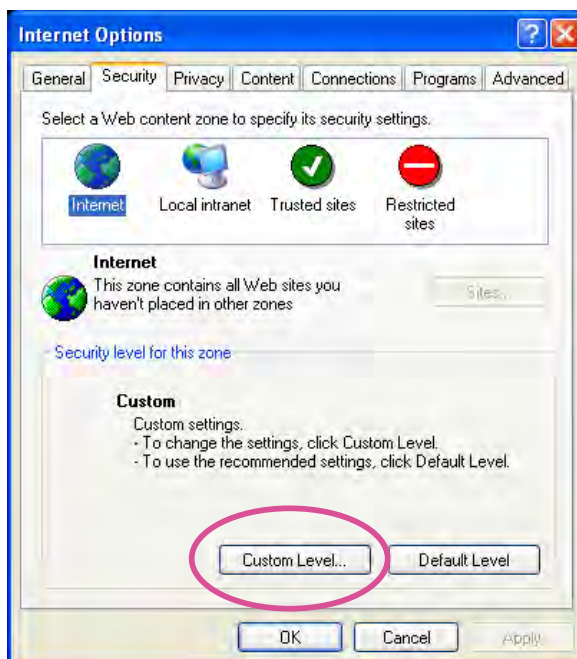 Internet Options
General Security Privacy Content Connections Programs Advanced
Select a Web content zone to specify its security settings.
Internet Local intranet Trusted sites Restricted
sites
Internet
This zone contains all Web sites you
haven't placed in other zones
Sites...
Security level for this zone
Custom
Custom settings.
- To change the settings, click Custom Level.
- To use the recommended settings, click Default Level.
Custom Level... Default Level
OK Cancel Apply